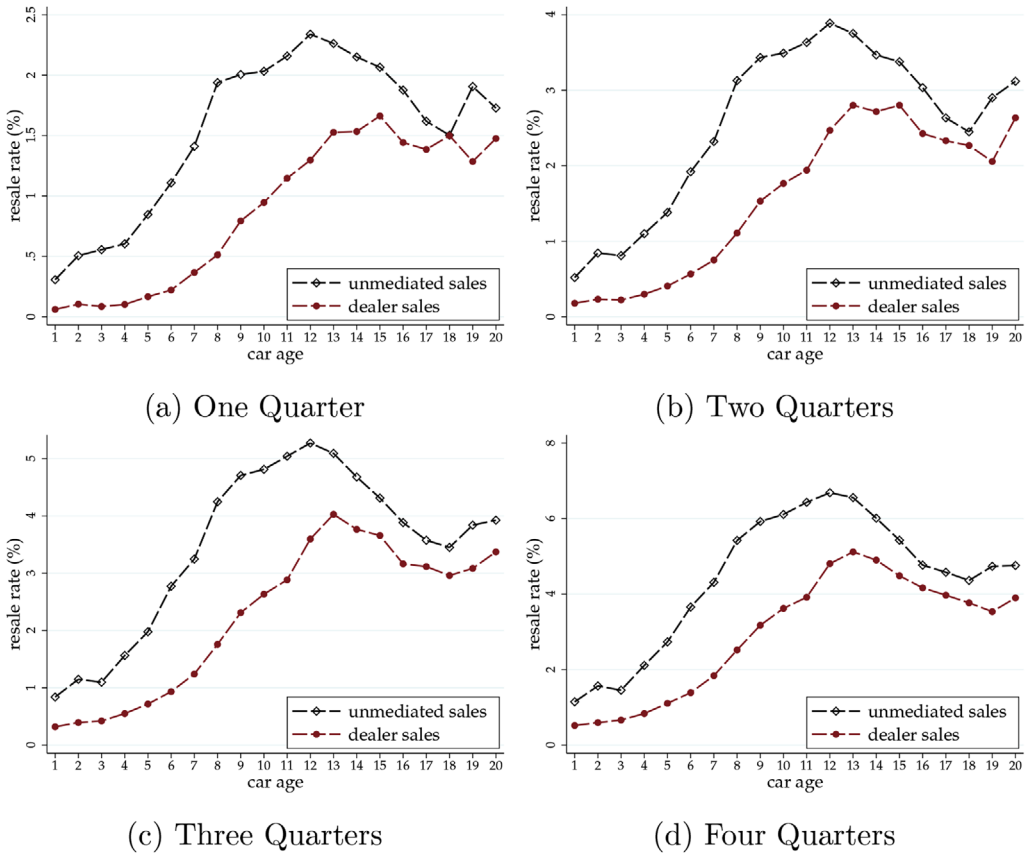 resale rate (%)
0 .5 1 1.5 2 2.5
unmediated sales
dealer sales
1 2 3 4 5 6 7 8 9 10 11 12 13 14 15 16 17 18 19 20
car age
(a) One Quarter
resale rate (%)
0 1 2 3 4
unmediated sales
dealer sales
1 2 3 4 5 6 7 8 9 10 11 12 13 14 15 16 17 18 19 20
car age
(b) Two Quarters
resale rate (%)
0 1 2 3 4 5
unmediated sales
dealer sales
1 2 3 4 5 6 7 8 9 10 11 12 13 14 15 16 17 18 19 20
car age
(c) Three Quarters
resale rate (%)
0 2 4 6 8
unmediated sales
dealer sales
1 2 3 4 5 6 7 8 9 10 11 12 13 14 15 16 17 18 19 20
car age
(d) Four Quarters